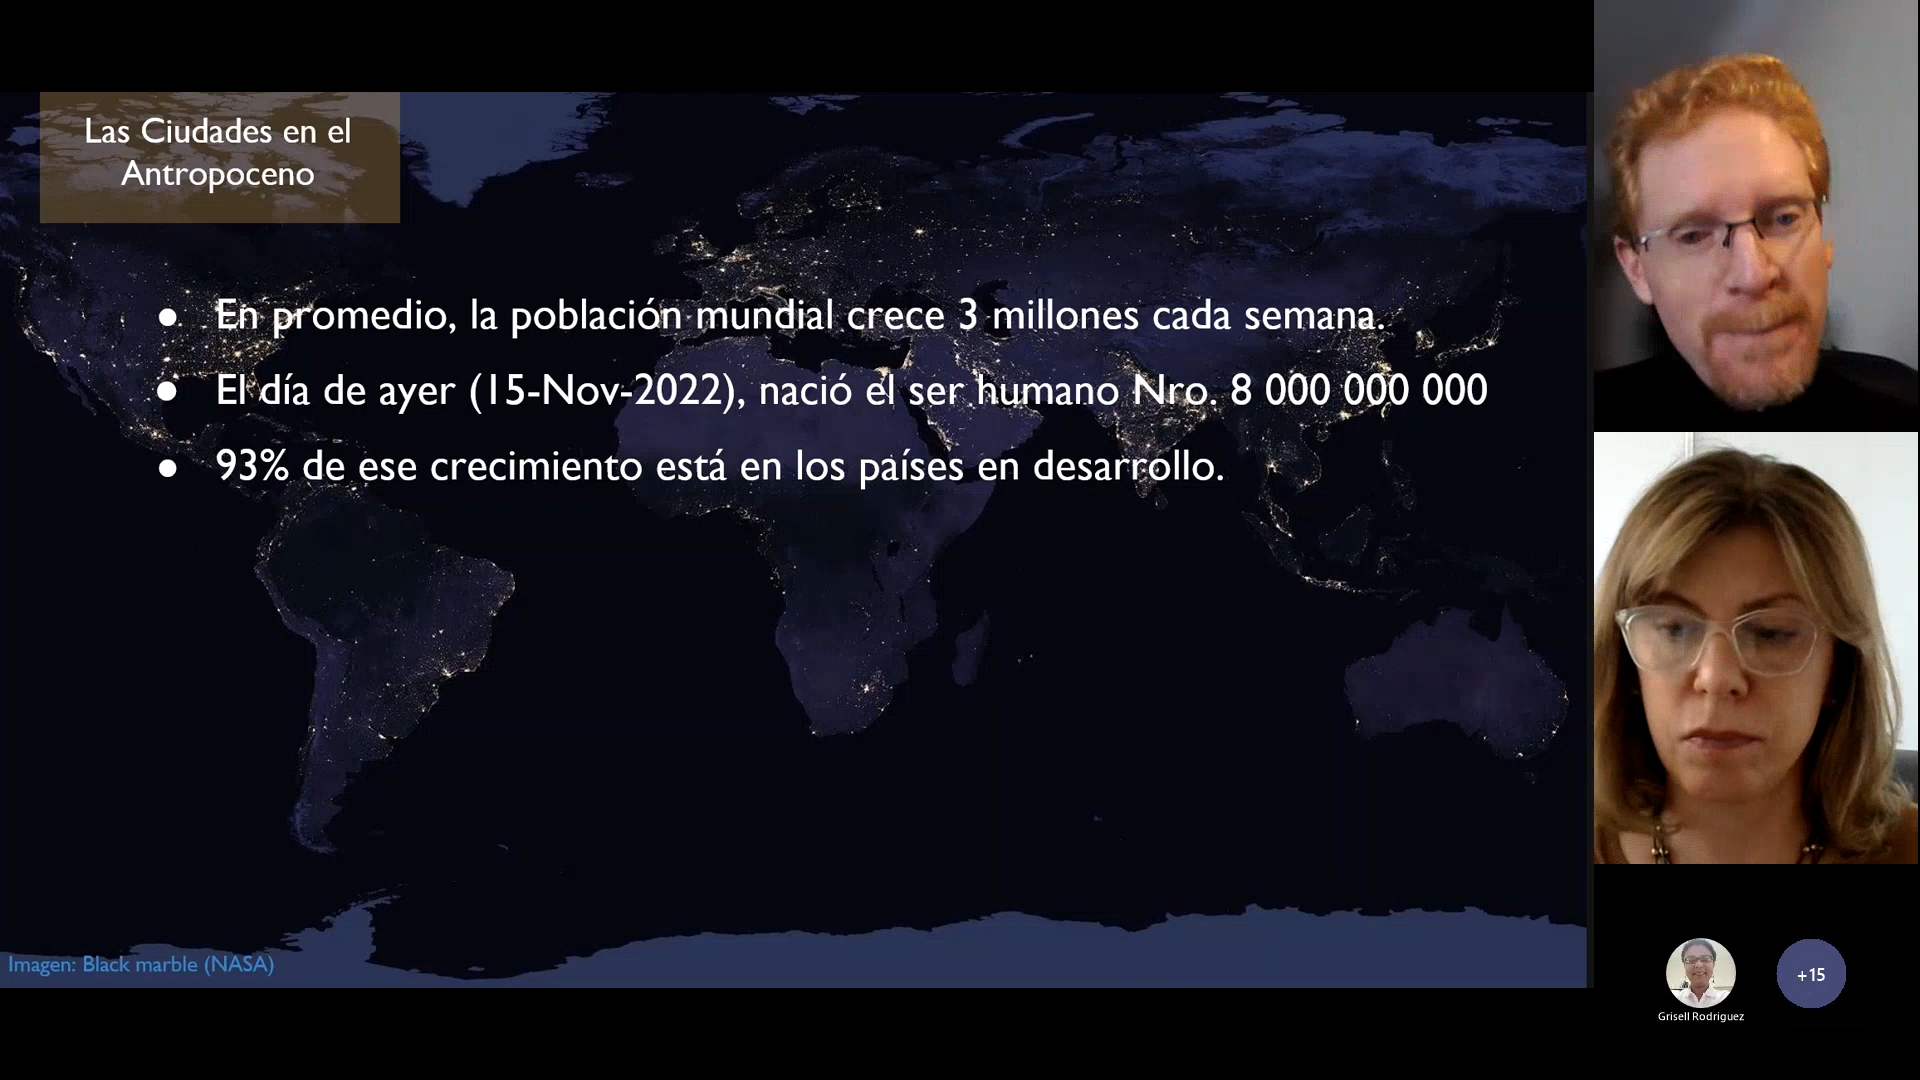 Las Ciudades en el
Antropoceno
● En promedio, la población mundial crece 3 millones cada semana.
● El día de ayer (15-Nov-2022), nació el ser humano Nro. 8 000 000 000
● 93% de ese crecimiento está en los países en desarrollo.
Imagen: Black marble (NASA)
+15
Grisell Rodriguez